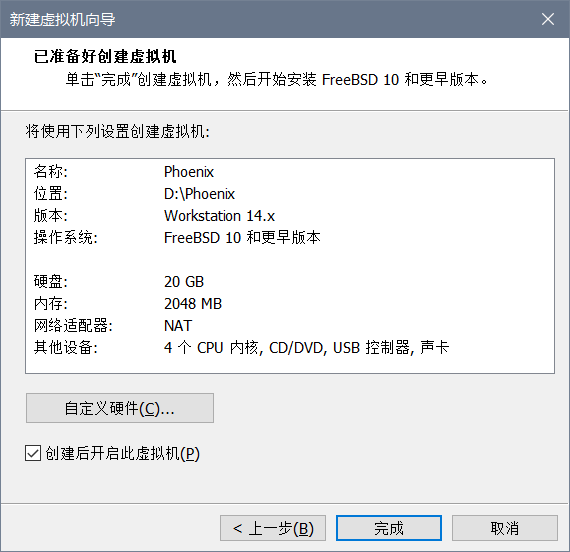 新建虚拟机向导
已准备好创建虚拟机
单击“完成”创建虚拟机，然后开始安装 FreeBSD 10 和更早版本。
将使用下列设置创建虚拟机:
名称: Phoenix
位置: D:\Phoenix
版本: Workstation 14.x
操作系统: FreeBSD 10 和更早版本
硬盘: 20 GB
内存: 2048 MB
网络适配器: NAT
其他设备: 4 个 CPU 内核, CD/DVD, USB 控制器, 声卡
自定义硬件(C)...
创建后开启此虚拟机(P)
< 上一步(B) 完成 取消